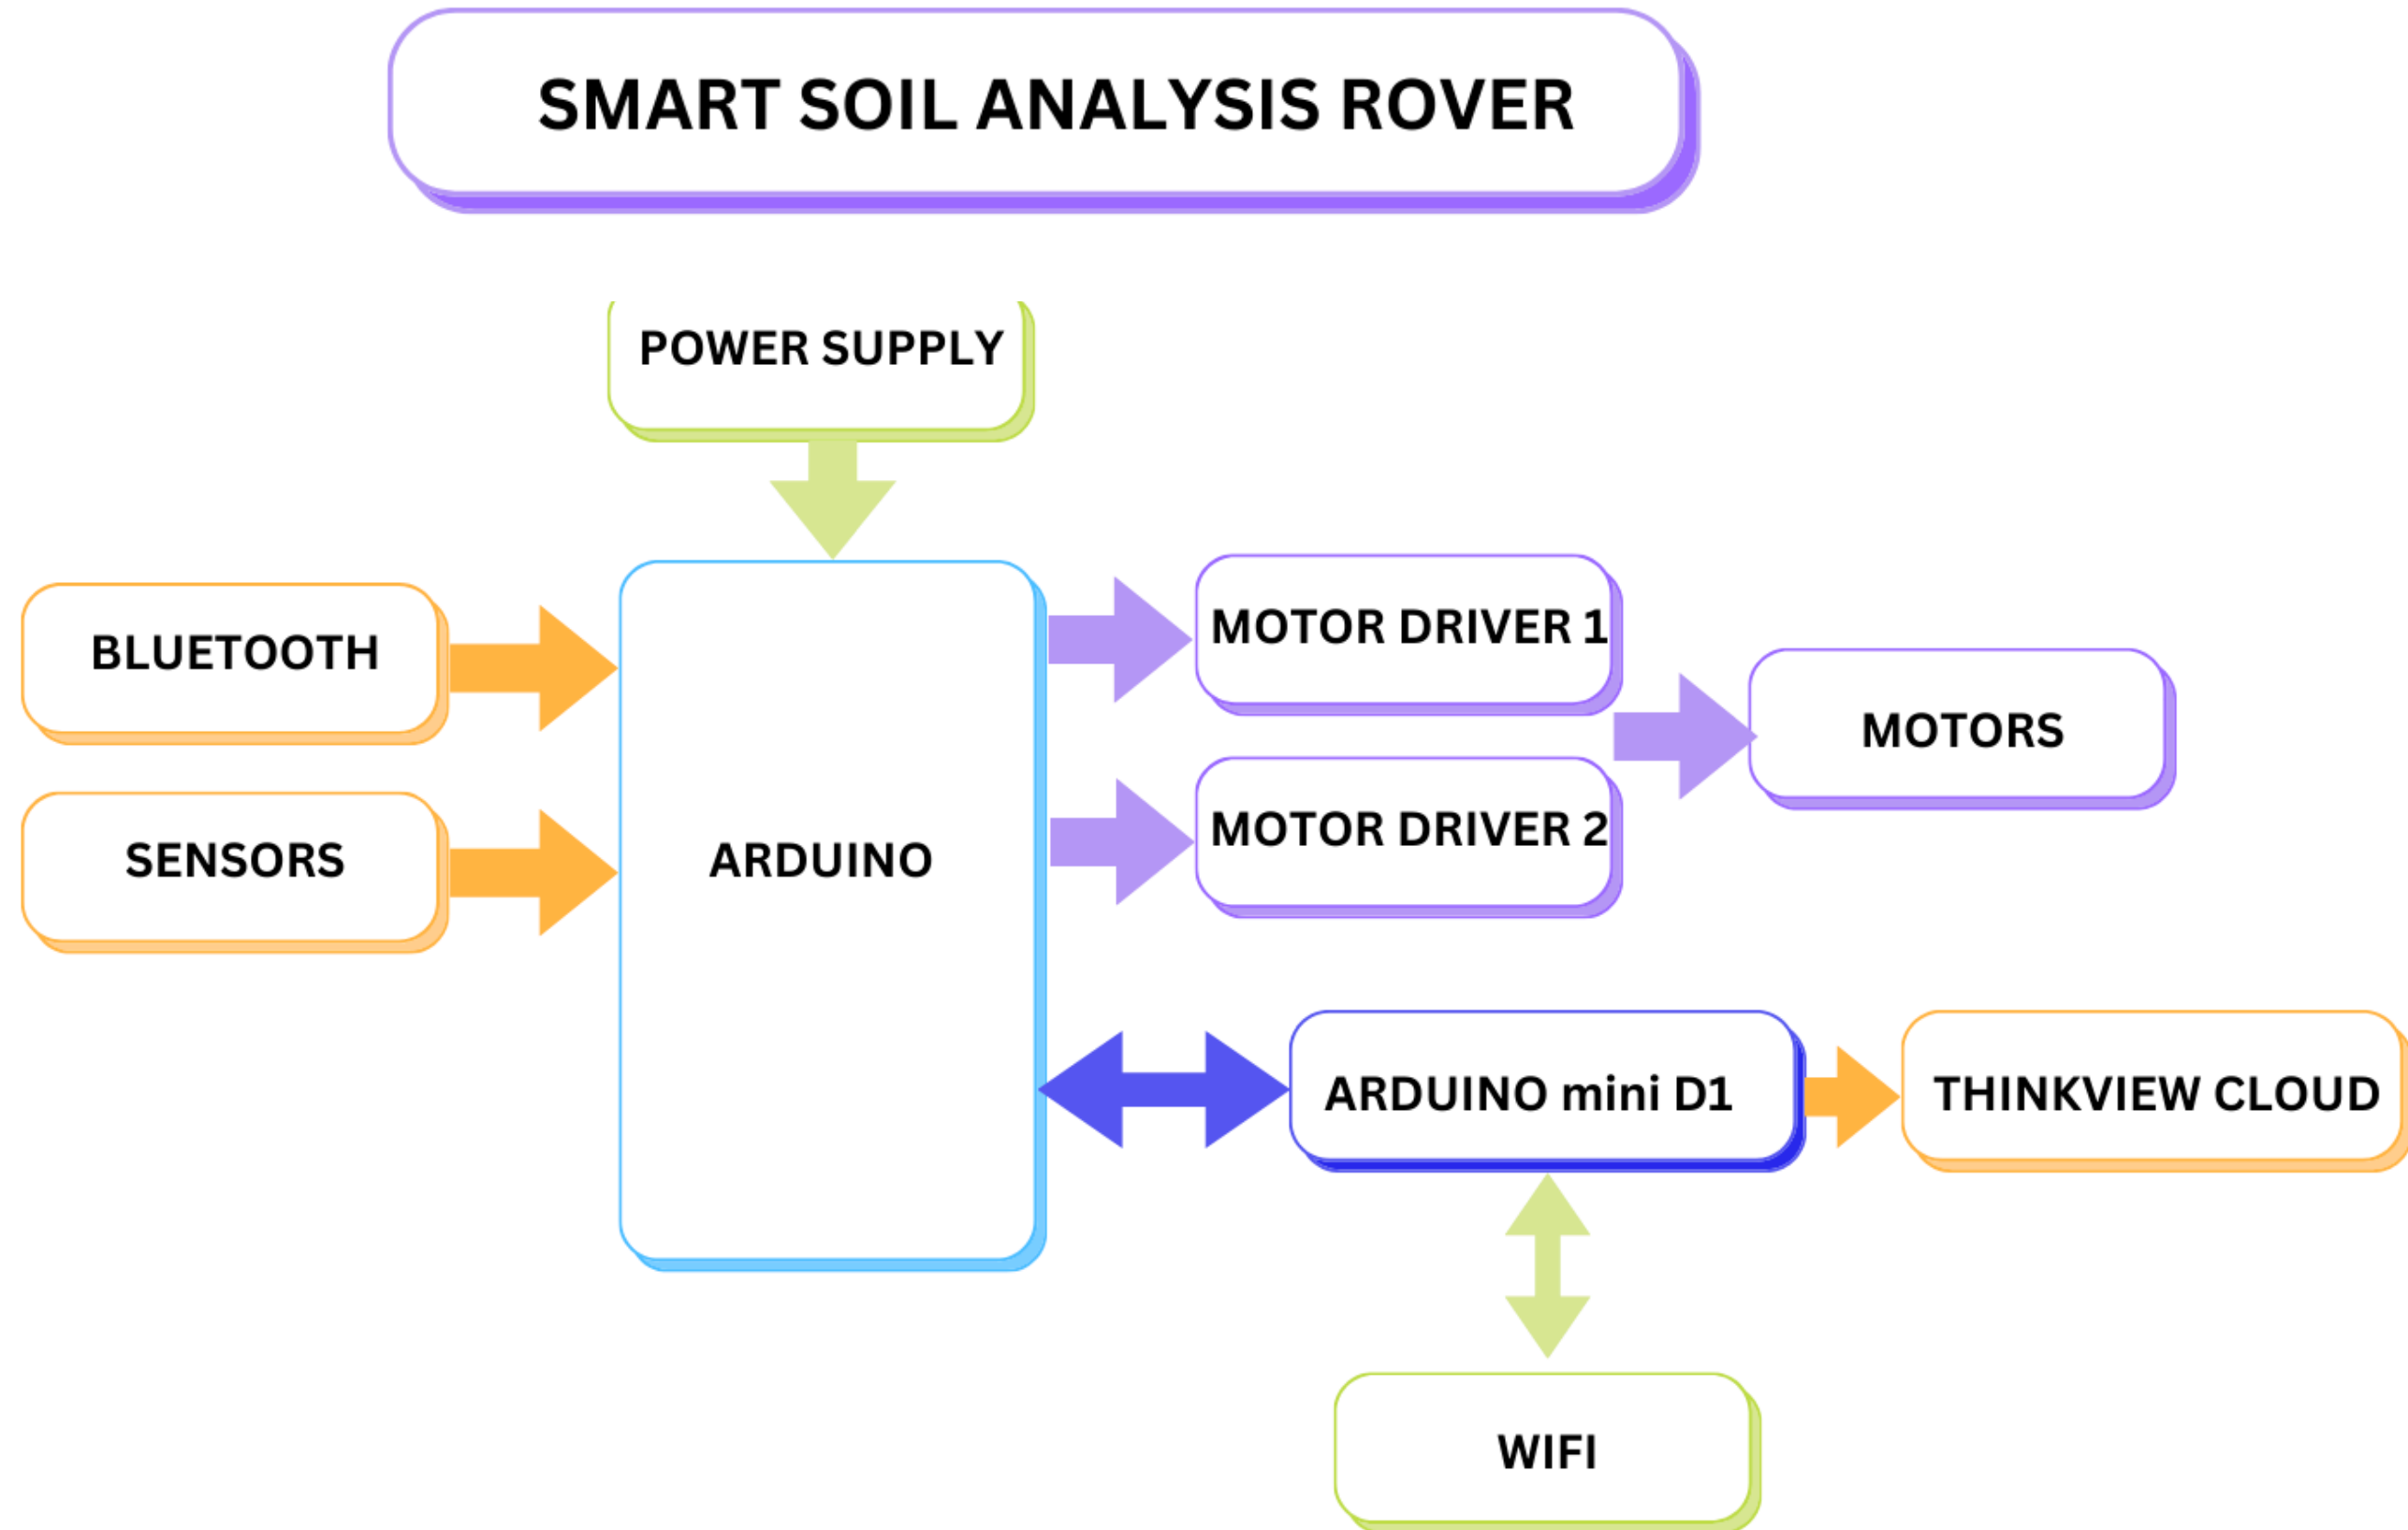 SMART SOIL ANALYSIS ROVER
POWER SUPPLY
BLUETOOTH
SENSORS
ARDUINO
MOTOR DRIVER 1
MOTOR DRIVER 2
MOTORS
ARDUINO mini D1
THINKVIEW CLOUD
WIFI